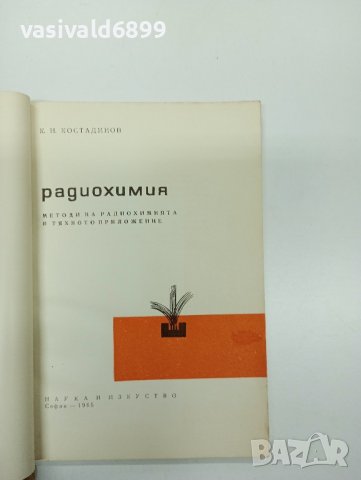 vasivald6899
К. Н. КОСТАДИНОВ
радиохимия
МЕТОДИ НА РАДИОХИМИЯТА
И ТЯХНОТО ПРИЛОЖЕНИЕ
НАУКА И ИЗКУСТВО
София — 1965
BAZAR
bg